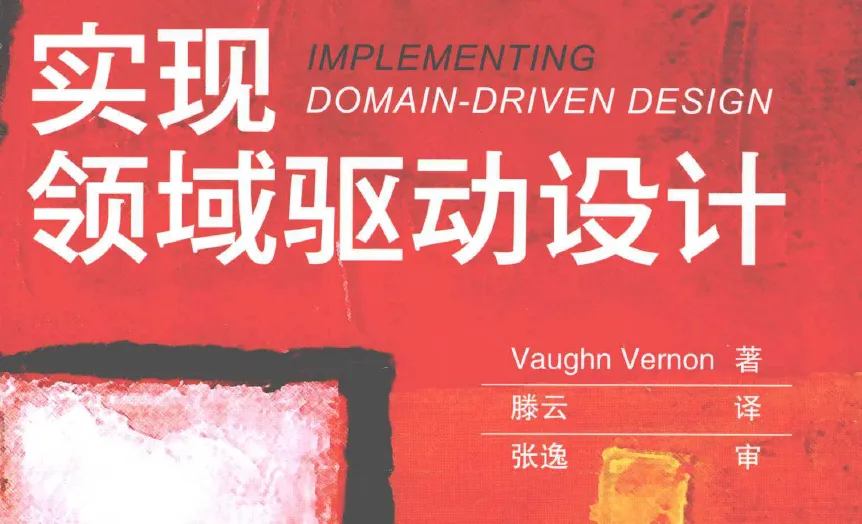 实现
IMPLEMENTING
DOMAIN-DRIVEN DESIGN
领域驱动设计
Vaughn Vernon 著
滕云 译
张逸 审